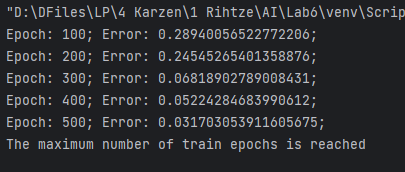 "D:\DFiles\LP\4 Karzen\1 Rihtze\AI\Lab6\venv\Scrip
Epoch: 100; Error: 0.28940056522772206;
Epoch: 200; Error: 0.24545265401358876;
Epoch: 300; Error: 0.06818902789008431;
Epoch: 400; Error: 0.05224284683990612;
Epoch: 500; Error: 0.031703053911605675;
The maximum number of train epochs is reached